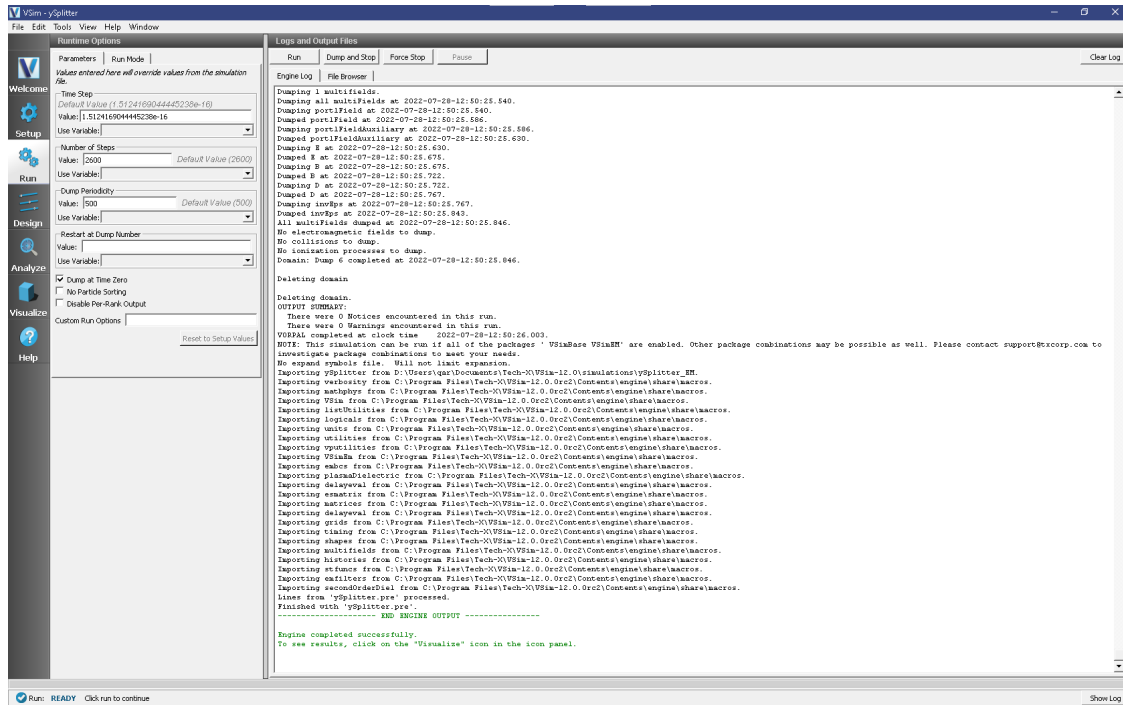 VSim - ySplitter
File Edit Tools View Help Window
Runtime Options
Parameters
Run Mode
Values entered here will override values from the simulation
file.
Time Step
Default Value (1.5124169044445238e-16)
Value: 1.5124169044445238e-16
Use Variable:
Number of Steps
Value: 2600
Default Value (2600)
Use Variable:
Dump Periodicity
Value: 500
Default Value (500)
Use Variable:
Restart at Dump Number
Value:
Use Variable:
Dump at Time Zero
No Particle Sorting
Disable Per-Rank Output
Custom Run Options
Reset to Setup Values
Welcome
Setup
Run
Design
Analyze
Visualize
Help
Logs and Output Files
Run
Dump and Stop
Force Stop
Pause
Clear Log
Engine Log
File Browser
Dumping 1 multifields.
Dumping all multiFields at 2022-07-28-12:50:25.540.
Dumping port1Field at 2022-07-28-12:50:25.540.
Dumped port1Field at 2022-07-28-12:50:25.586.
Dumping port1FieldAuxiliary at 2022-07-28-12:50:25.586.
Dumped port1FieldAuxiliary at 2022-07-28-12:50:25.630.
Dumping E at 2022-07-28-12:50:25.630.
Dumped E at 2022-07-28-12:50:25.675.
Dumping B at 2022-07-28-12:50:25.675.
Dumped B at 2022-07-28-12:50:25.722.
Dumping D at 2022-07-28-12:50:25.722.
Dumped D at 2022-07-28-12:50:25.767.
Dumping invEps at 2022-07-28-12:50:25.767.
Dumped invEps at 2022-07-28-12:50:25.843.
All multiFields dumped at 2022-07-28-12:50:25.846.
No electromagnetic fields to dump.
No collisions to dump.
No ionization processes to dump.
Domain: Dump 6 completed at 2022-07-28-12:50:25.846.
Deleting domain
Deleting domain.
OUTPUT SUMMARY:
There were 0 Notices encountered in this run.
There were 0 Warnings encountered in this run.
VORPAL completed at clock time 2022-07-28-12:50:26.003.
NOTE: This simulation can be run if all of the packages ' VSimBase VSimEM' are enabled. Other package combinations may be possible as well. Please contact support@txcorp.com to
investigate package combinations to meet your needs.
No expand symbols file. Will not limit expansion.
Importing ySplitter from D:\Users\qar\Documents\Tech-X\VSim-12.0\simulations\ySplitter_EM.
Importing verbosity from C:\Program Files\Tech-X\VSim-12.0.0rc2\Contents\engine\share\macros.
Importing mathphys from C:\Program Files\Tech-X\VSim-12.0.0rc2\Contents\engine\share\macros.
Importing VSim from C:\Program Files\Tech-X\VSim-12.0.0rc2\Contents\engine\share\macros.
Importing listUtilities from C:\Program Files\Tech-X\VSim-12.0.0rc2\Contents\engine\share\macros.
Importing logicals from C:\Program Files\Tech-X\VSim-12.0.0rc2\Contents\engine\share\macros.
Importing units from C:\Program Files\Tech-X\VSim-12.0.0rc2\Contents\engine\share\macros.
Importing utilities from C:\Program Files\Tech-X\VSim-12.0.0rc2\Contents\engine\share\macros.
Importing vputilities from C:\Program Files\Tech-X\VSim-12.0.0rc2\Contents\engine\share\macros.
Importing VSimEm from C:\Program Files\Tech-X\VSim-12.0.0rc2\Contents\engine\share\macros.
Importing embcs from C:\Program Files\Tech-X\VSim-12.0.0rc2\Contents\engine\share\macros.
Importing plasmaDielectric from C:\Program Files\Tech-X\VSim-12.0.0rc2\Contents\engine\share\macros.
Importing delayeval from C:\Program Files\Tech-X\VSim-12.0.0rc2\Contents\engine\share\macros.
Importing esmatrix from C:\Program Files\Tech-X\VSim-12.0.0rc2\Contents\engine\share\macros.
Importing matrices from C:\Program Files\Tech-X\VSim-12.0.0rc2\Contents\engine\share\macros.
Importing delayeval from C:\Program Files\Tech-X\VSim-12.0.0rc2\Contents\engine\share\macros.
Importing grids from C:\Program Files\Tech-X\VSim-12.0.0rc2\Contents\engine\share\macros.
Importing timing from C:\Program Files\Tech-X\VSim-12.0.0rc2\Contents\engine\share\macros.
Importing shapes from C:\Program Files\Tech-X\VSim-12.0.0rc2\Contents\engine\share\macros.
Importing multifields from C:\Program Files\Tech-X\VSim-12.0.0rc2\Contents\engine\share\macros.
Importing histories from C:\Program Files\Tech-X\VSim-12.0.0rc2\Contents\engine\share\macros.
Importing stfuncs from C:\Program Files\Tech-X\VSim-12.0.0rc2\Contents\engine\share\macros.
Importing emfilters from C:\Program Files\Tech-X\VSim-12.0.0rc2\Contents\engine\share\macros.
Importing secondOrderDiel from C:\Program Files\Tech-X\VSim-12.0.0rc2\Contents\engine\share\macros.
Lines from 'ySplitter.pre' processed.
Finished with 'ySplitter.pre'.
-------------------- END ENGINE OUTPUT ---------------
Engine completed successfully.
To see results, click on the "Visualize" icon in the icon panel.
Run: READY Click run to continue
Show Log